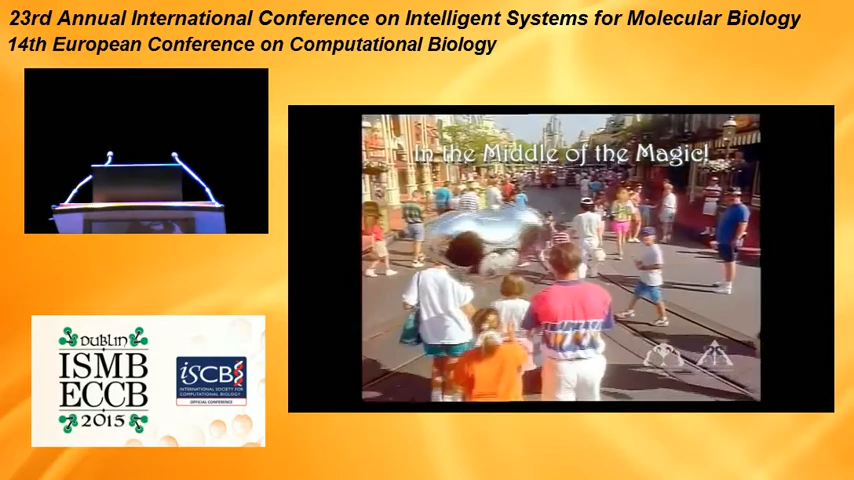 23rd Annual International Conference on Intelligent Systems for Molecular Biology
14th European Conference on Computational Biology
In the Middle of the Magic!
DUBLIN
ISMB
ECCB
2015
iSCB
INTERNATIONAL SOCIETY FOR
COMPUTATIONAL BIOLOGY
OFFICIAL CONFERENCE